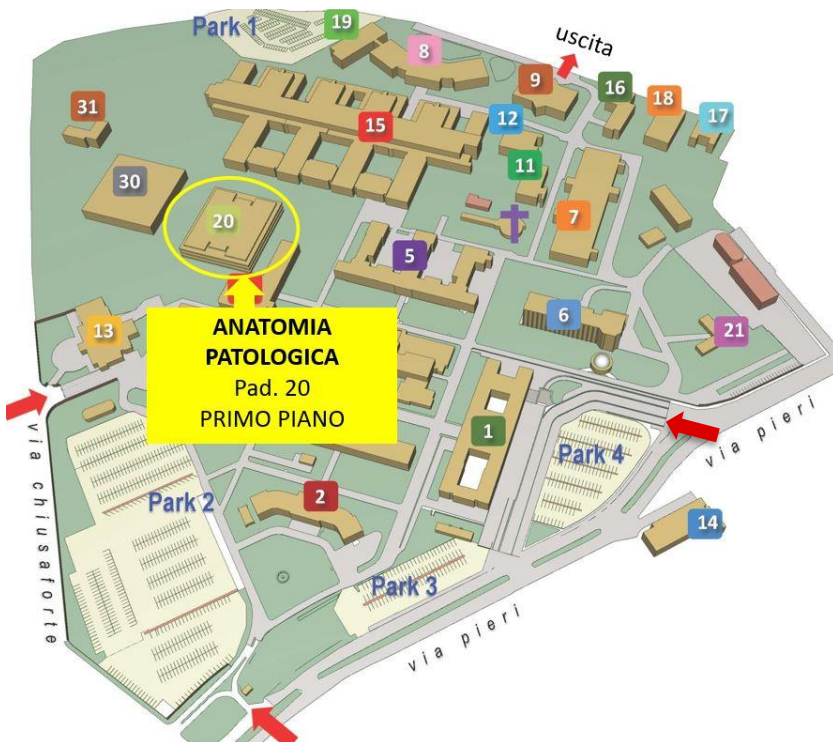 Park 1
19
8
uscita
9
16
18
17
31
15
12
11
30
20
7
5
13
6
21
ANATOMIA
PATOLOGICA
Pad. 20
PRIMO PIANO
1
Park 4
via pieri
via chiusaforte
Park 2
2
14
Park 3
via pieri